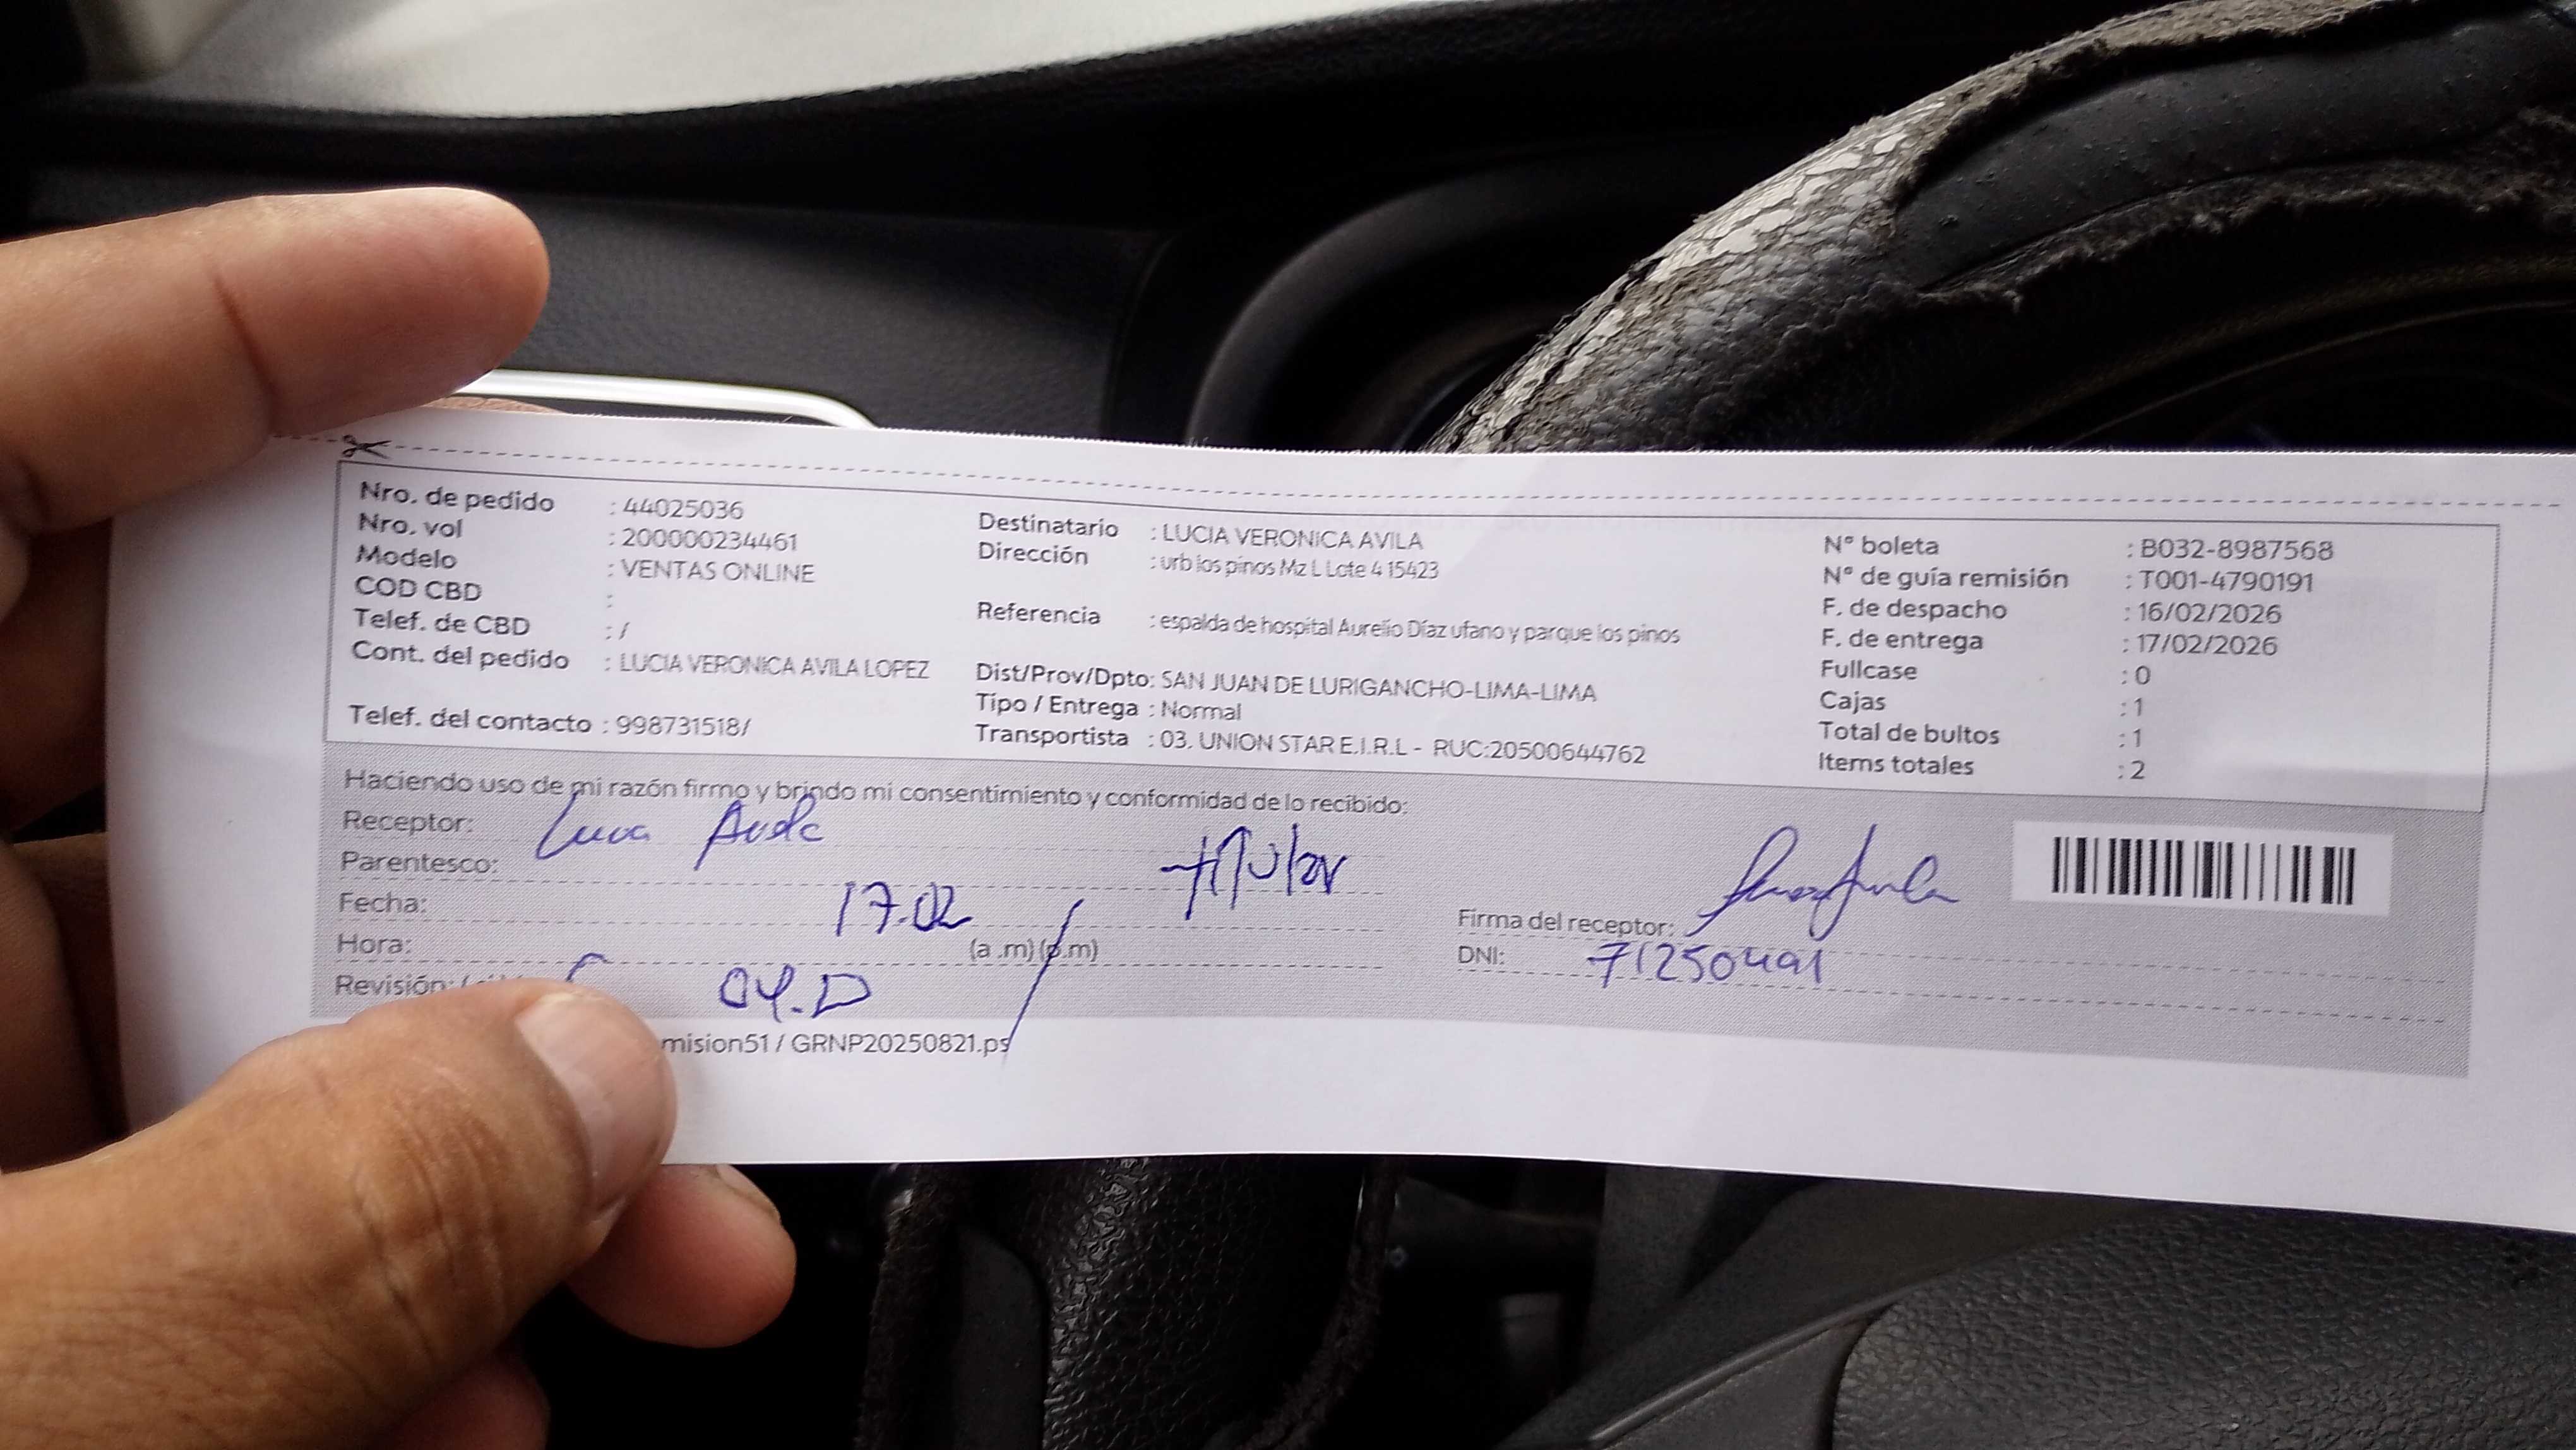 Nro. de pedido : 44025036
Nro. vol : 200000234461
Modelo : VENTAS ONLINE
COD CBD :
Telef. de CBD : /
Cont. del pedido : LUCIA VERONICA AVILA LOPEZ
Telef. del contacto : 998731518/
Destinatario : LUCIA VERONICA AVILA
Dirección : urb los pinos Mz L Lote 4 15423
Referencia : espalda de hospital Aurelio Díaz ufano y parque los pinos
Dist/Prov/Dpto: SAN JUAN DE LURIGANCHO-LIMA-LIMA
Tipo / Entrega : Normal
Transportista : 03. UNION STAR E.I.R.L - RUC:20500644762
N° boleta : B032-8987568
N° de guía remisión : T001-4790191
F. de despacho : 16/02/2026
F. de entrega : 17/02/2026
Fullcase : 0
Cajas : 1
Total de bultos : 1
Items totales : 2
Haciendo uso de mi razón firmo y brindo mi consentimiento y conformidad de lo recibido:
Receptor:
Parentesco: titular
Fecha: 17.02
Hora: (a .m) (p.m)
Revisión:
Firma del receptor:
DNI: 71250491
mision51 / GRNP20250821.ps